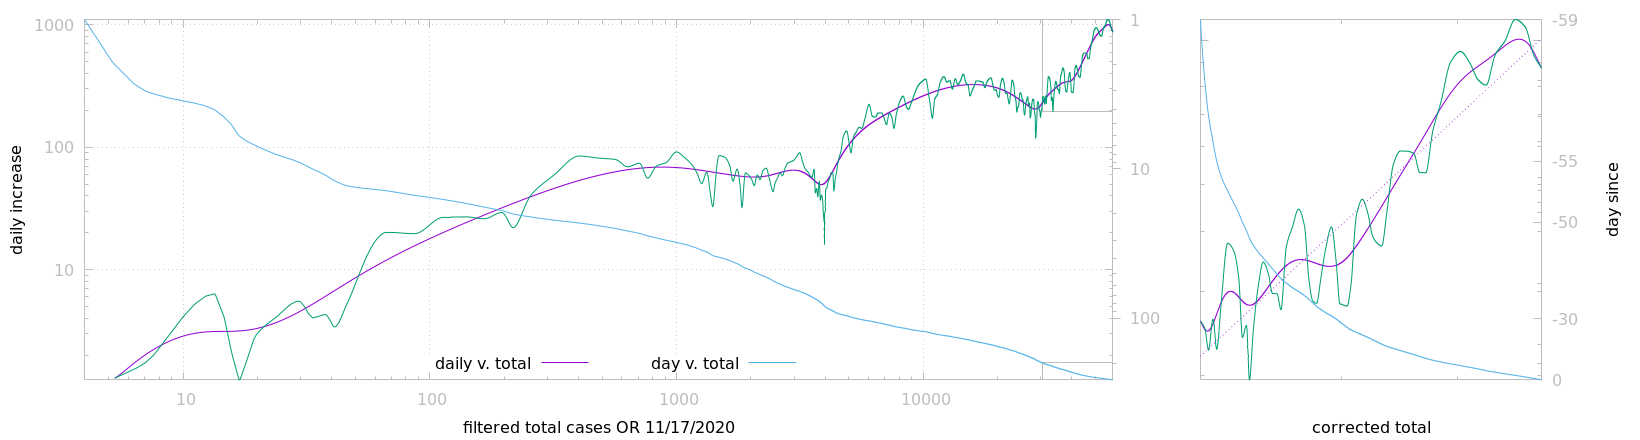 1000
100
10
daily increase
10
100
1000
10000
filtered total cases OR 11/17/2020
daily v. total
day v. total
1
10
100
corrected total
-59
-55
-50
-30
0
day since